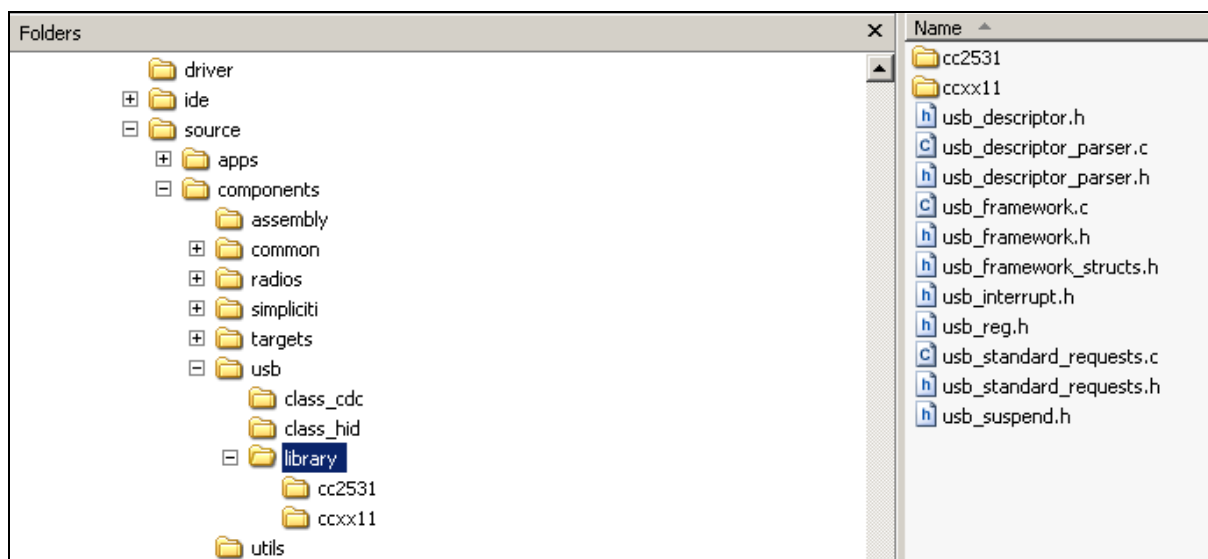 Folders
driver
ide
source
apps
components
assembly
common
radios
simpliciti
targets
usb
class_cdc
class_hid
library
cc2531
ccxx11
utils
Name
cc2531
ccxx11
usb_descriptor.h
usb_descriptor_parser.c
usb_descriptor_parser.h
usb_framework.c
usb_framework.h
usb_framework_structs.h
usb_interrupt.h
usb_reg.h
usb_standard_requests.c
usb_standard_requests.h
usb_suspend.h